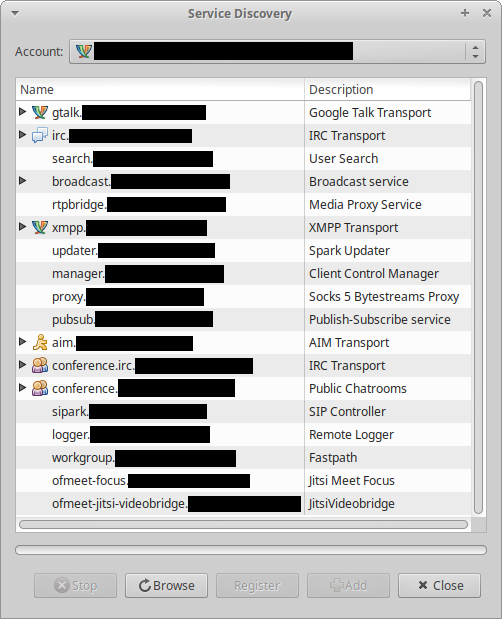 Service Discovery
Account:
Name Description
gtalk. Google Talk Transport
irc. IRC Transport
search. User Search
broadcast. Broadcast service
rtpbridge. Media Proxy Service
xmpp. XMPP Transport
updater. Spark Updater
manager. Client Control Manager
proxy. Socks 5 Bytestreams Proxy
pubsub. Publish-Subscribe service
aim. AIM Transport
conference.irc. IRC Transport
conference. Public Chatrooms
sipark. SIP Controller
logger. Remote Logger
workgroup. Fastpath
ofmeet-focus. Jitsi Meet Focus
ofmeet-jitsi-videobridge. JitsiVideobridge
Stop Browse Register Add Close